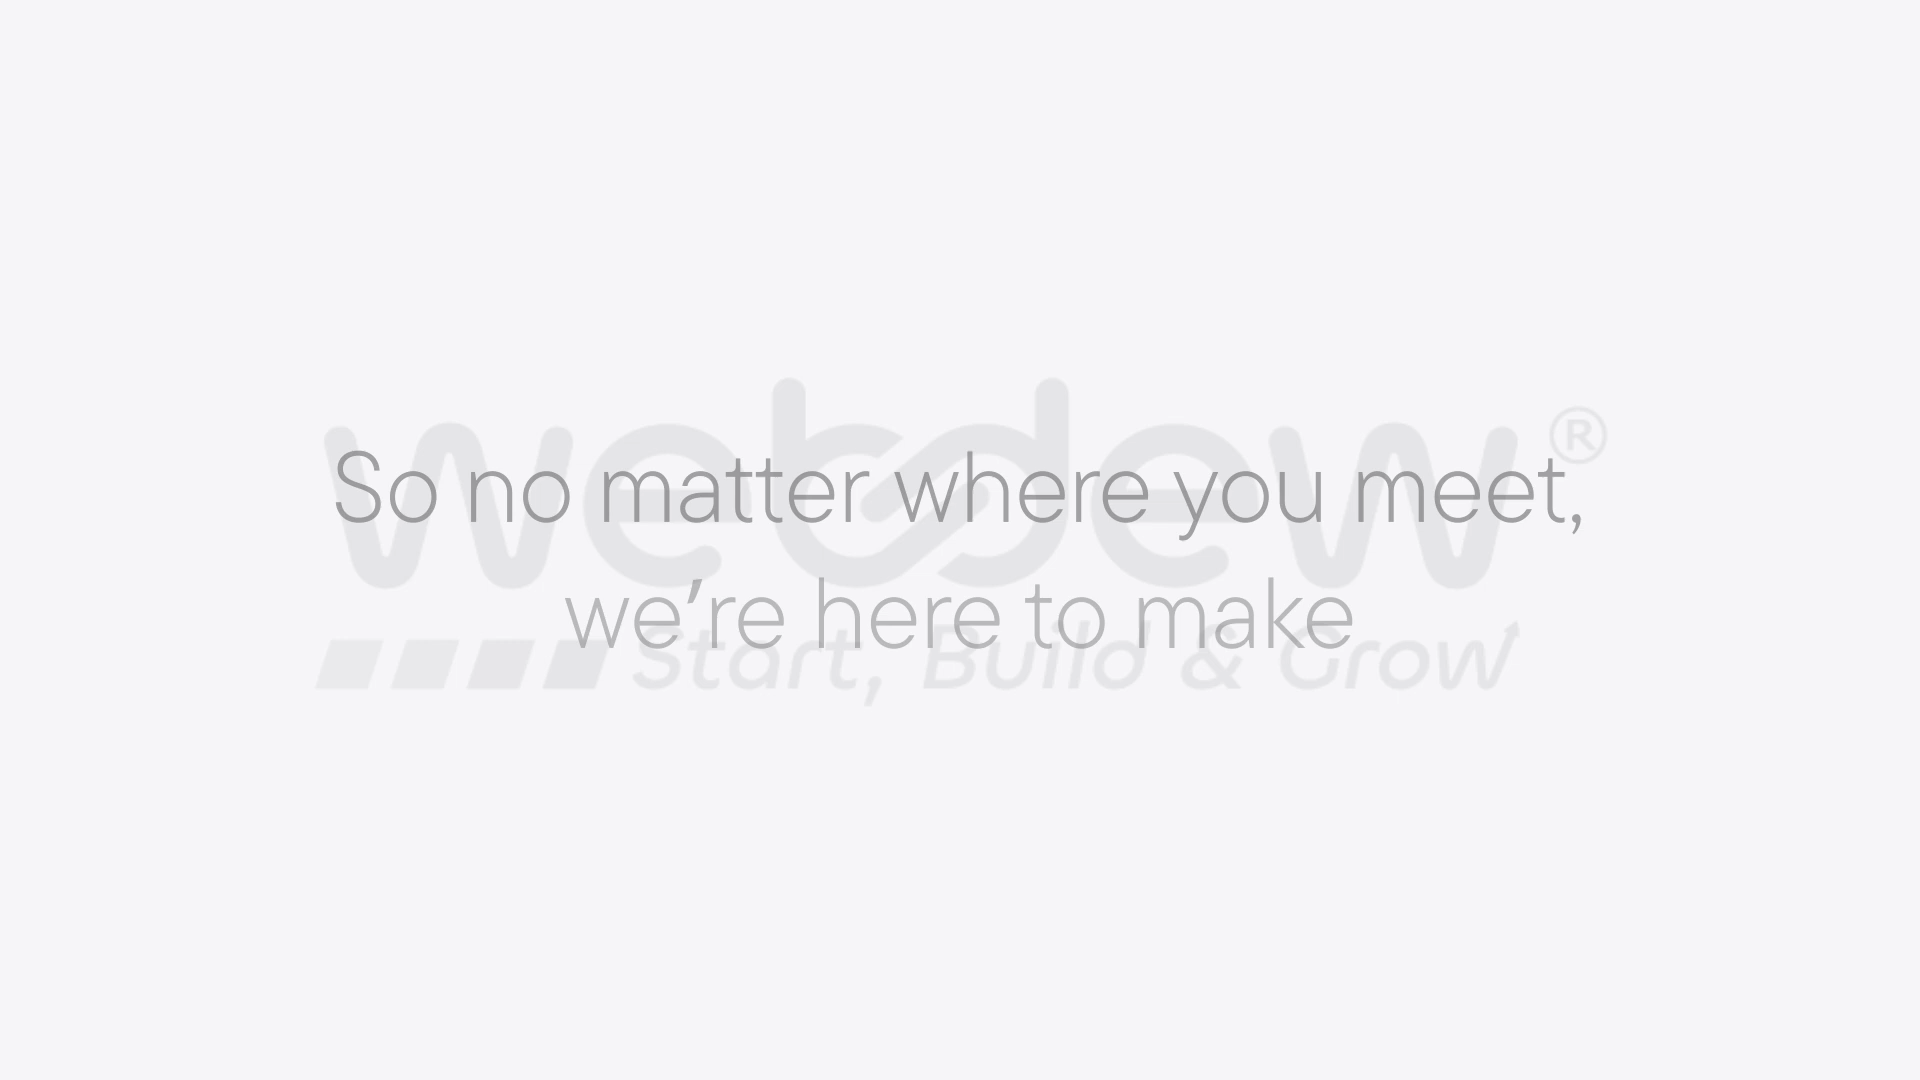 webdew®
So no matter where you meet,
we’re here to make
Start, Build & Grow